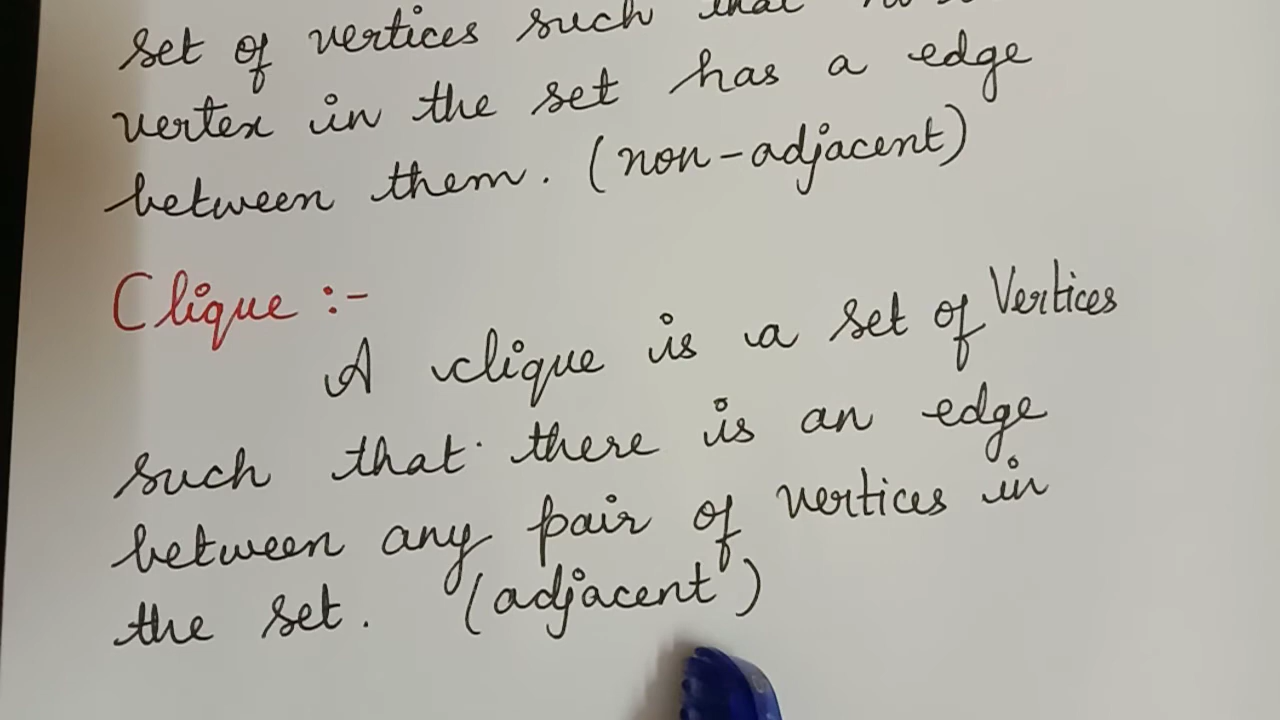 set of vertices such that
vertex in the set has a edge
between them. (non-adjacent)
Clique :-
A clique is a set of Vertices
such that there is an edge
between any pair of vertices in
the set. (adjacent)